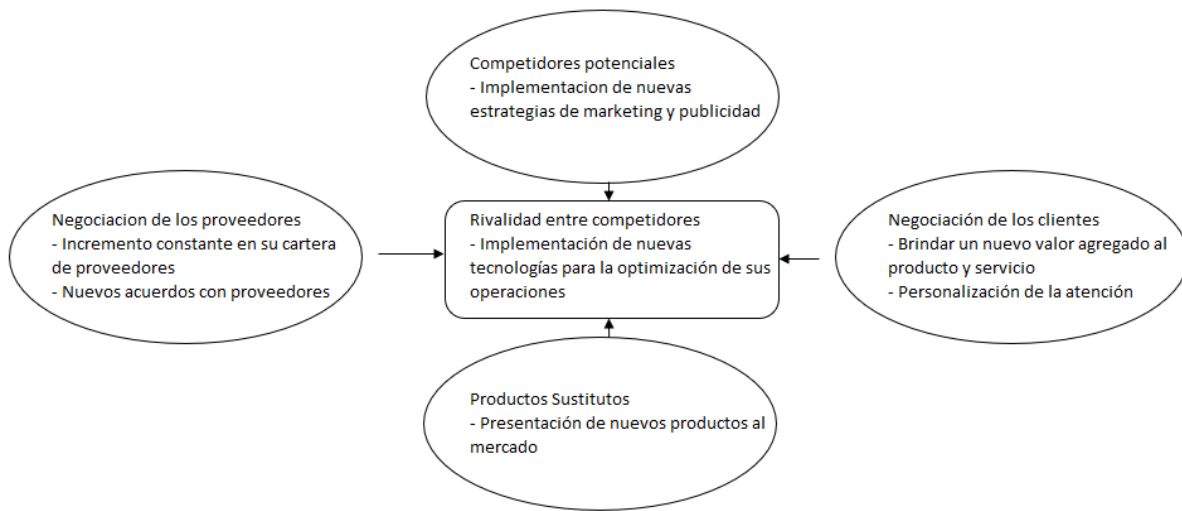 Competidores potenciales
- Implementacion de nuevas
estrategias de marketing y publicidad
Negociacion de los proveedores
- Incremento constante en su cartera
de proveedores
- Nuevos acuerdos con proveedores
Rivalidad entre competidores
- Implementación de nuevas
tecnologías para la optimización de sus
operaciones
Negociación de los clientes
- Brindar un nuevo valor agregado al
producto y servicio
- Personalización de la atención
Productos Sustitutos
- Presentación de nuevos productos al
mercado